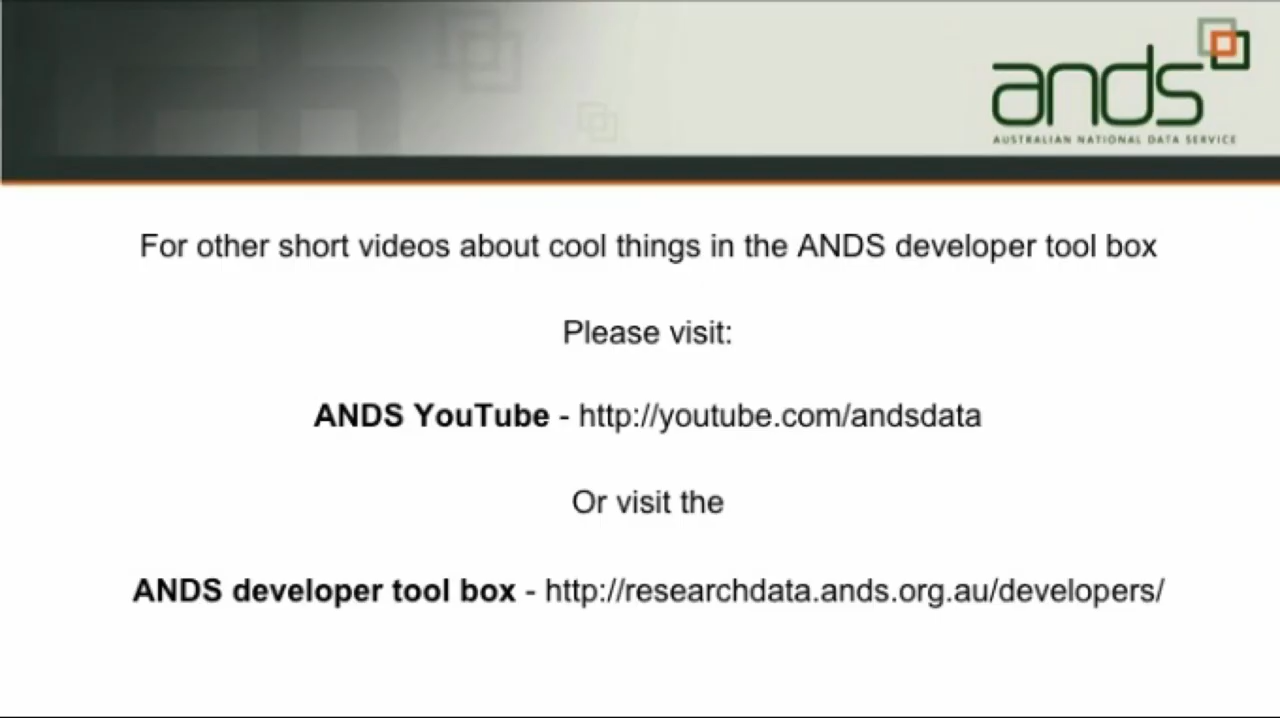 ands
AUSTRALIAN NATIONAL DATA SERVICE
For other short videos about cool things in the ANDS developer tool box
Please visit:
ANDS YouTube - http://youtube.com/andsdata
Or visit the
ANDS developer tool box - http://researchdata.ands.org.au/developers/